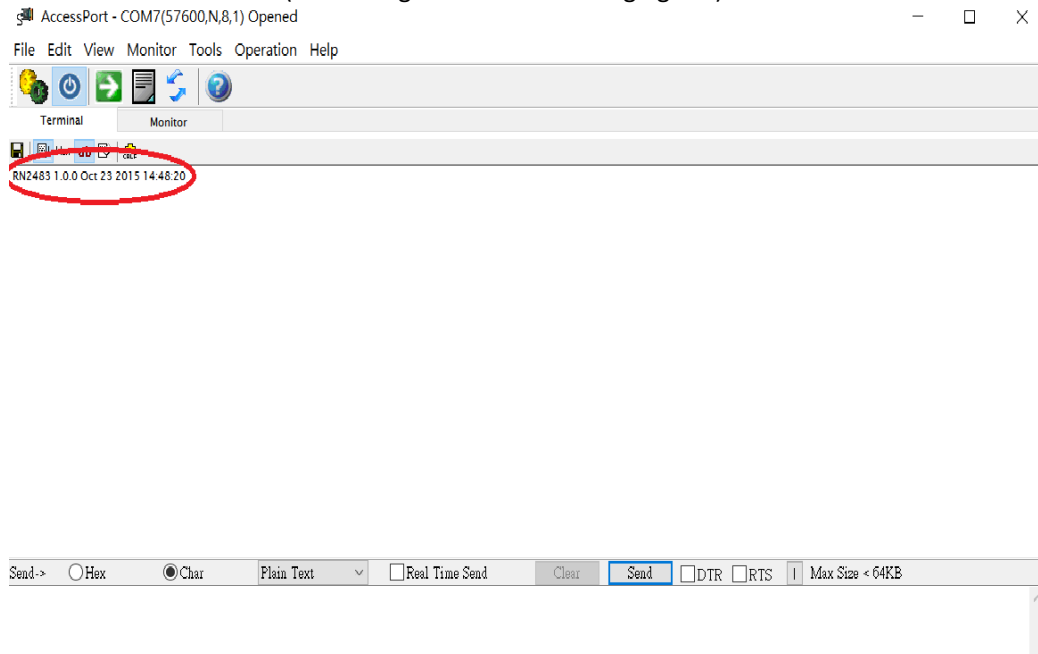 AccessPort - COM7(57600,N,8,1) Opened
File Edit View Monitor Tools Operation Help
Terminal Monitor
RN2483 1.0.0 Oct 23 2015 14:48:20
Send-> Hex Char Plain Text Real Time Send Clear Send DTR RTS Max Size < 64KB